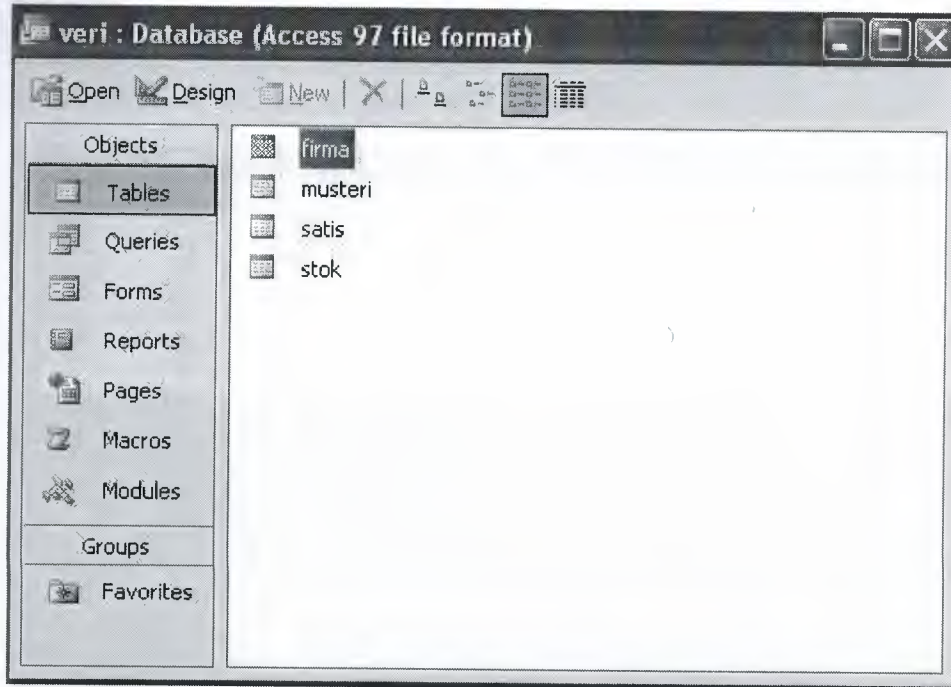 veri : Database (Access 97 file format)
Open Design New
Objects
Tables
Queries
Forms
Reports
Pages
Macros
Modules
Groups
Favorites
firma
musteri
satis
stok